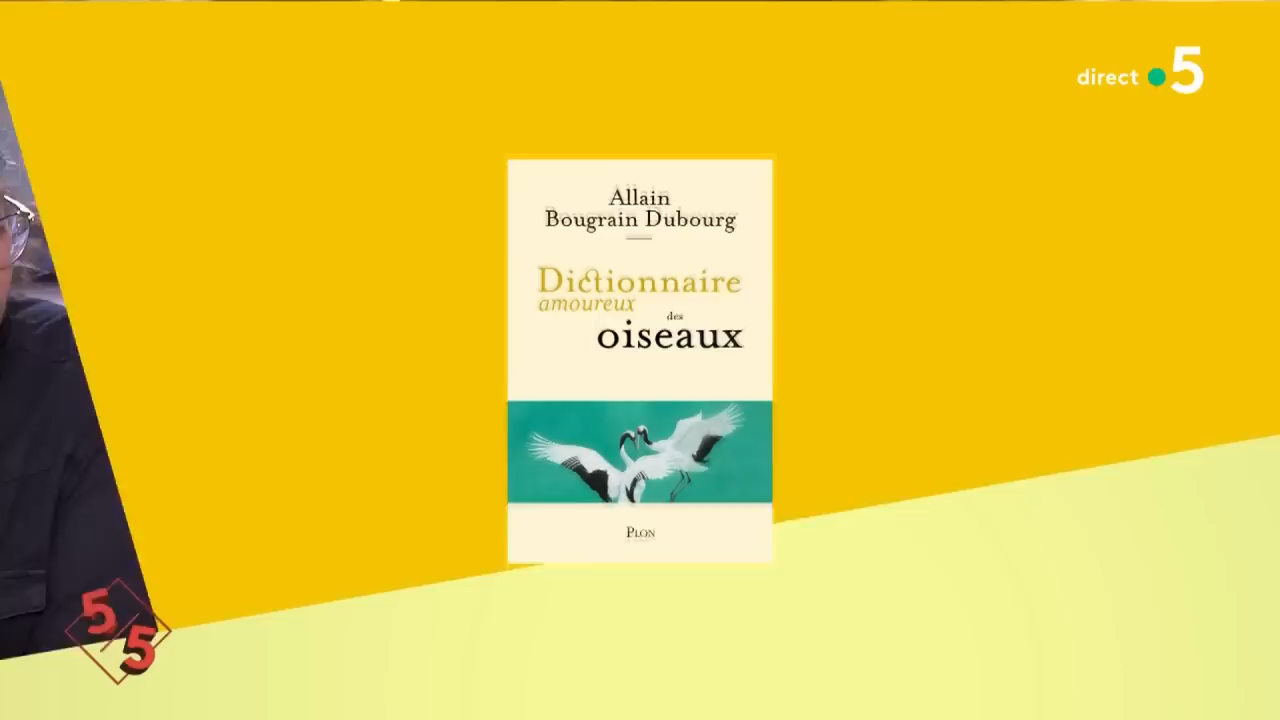 direct 5
Allain
Bougrain Dubourg
Dictionnaire
amoureux
des
oiseaux
PLON
5/5